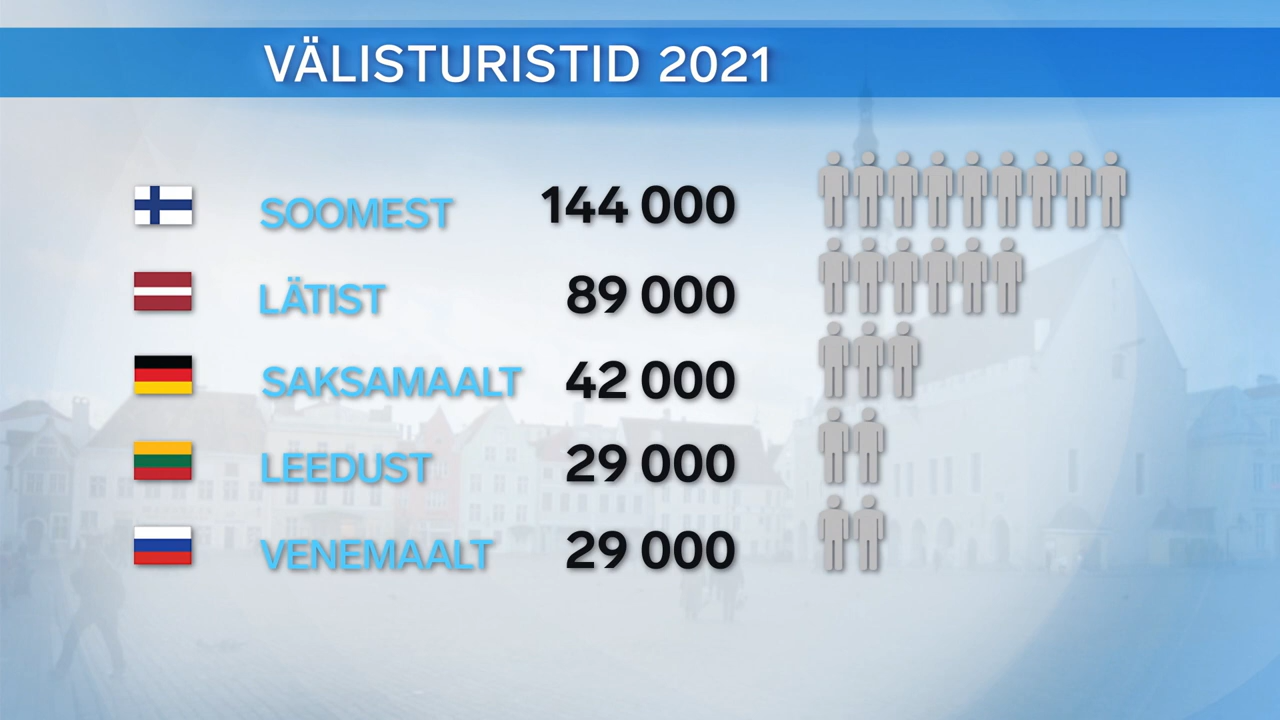 VÄLISTURISTID 2021
SOOMEST 144 000
LÄTIST 89 000
SAKSAMAALT 42 000
LEEDUST 29 000
VENEMAALT 29 000